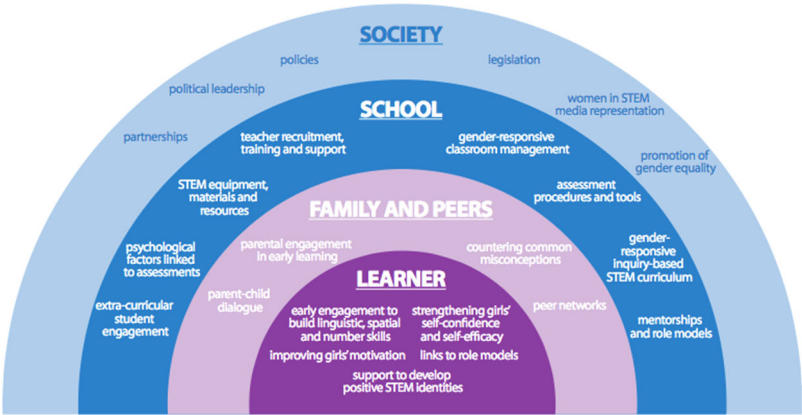 SOCIETY
policies
legislation
political leadership
women in STEM
media representation
partnerships
promotion of
gender equality
SCHOOL
teacher recruitment,
training and support
gender-responsive
classroom management
STEM equipment,
materials and
resources
assessment
procedures and tools
psychological
factors linked
to assessments
gender-
responsive
inquiry-based
STEM curriculum
extra-curricular
student
engagement
mentorships
and role models
FAMILY AND PEERS
parental engagement
in early learning
countering common
misconceptions
parent-child
dialogue
peer networks
LEARNER
early engagement to
build linguistic, spatial
and number skills
strengthening girls'
self-confidence
and self-efficacy
improving girls' motivation
links to role models
support to develop
positive STEM identities